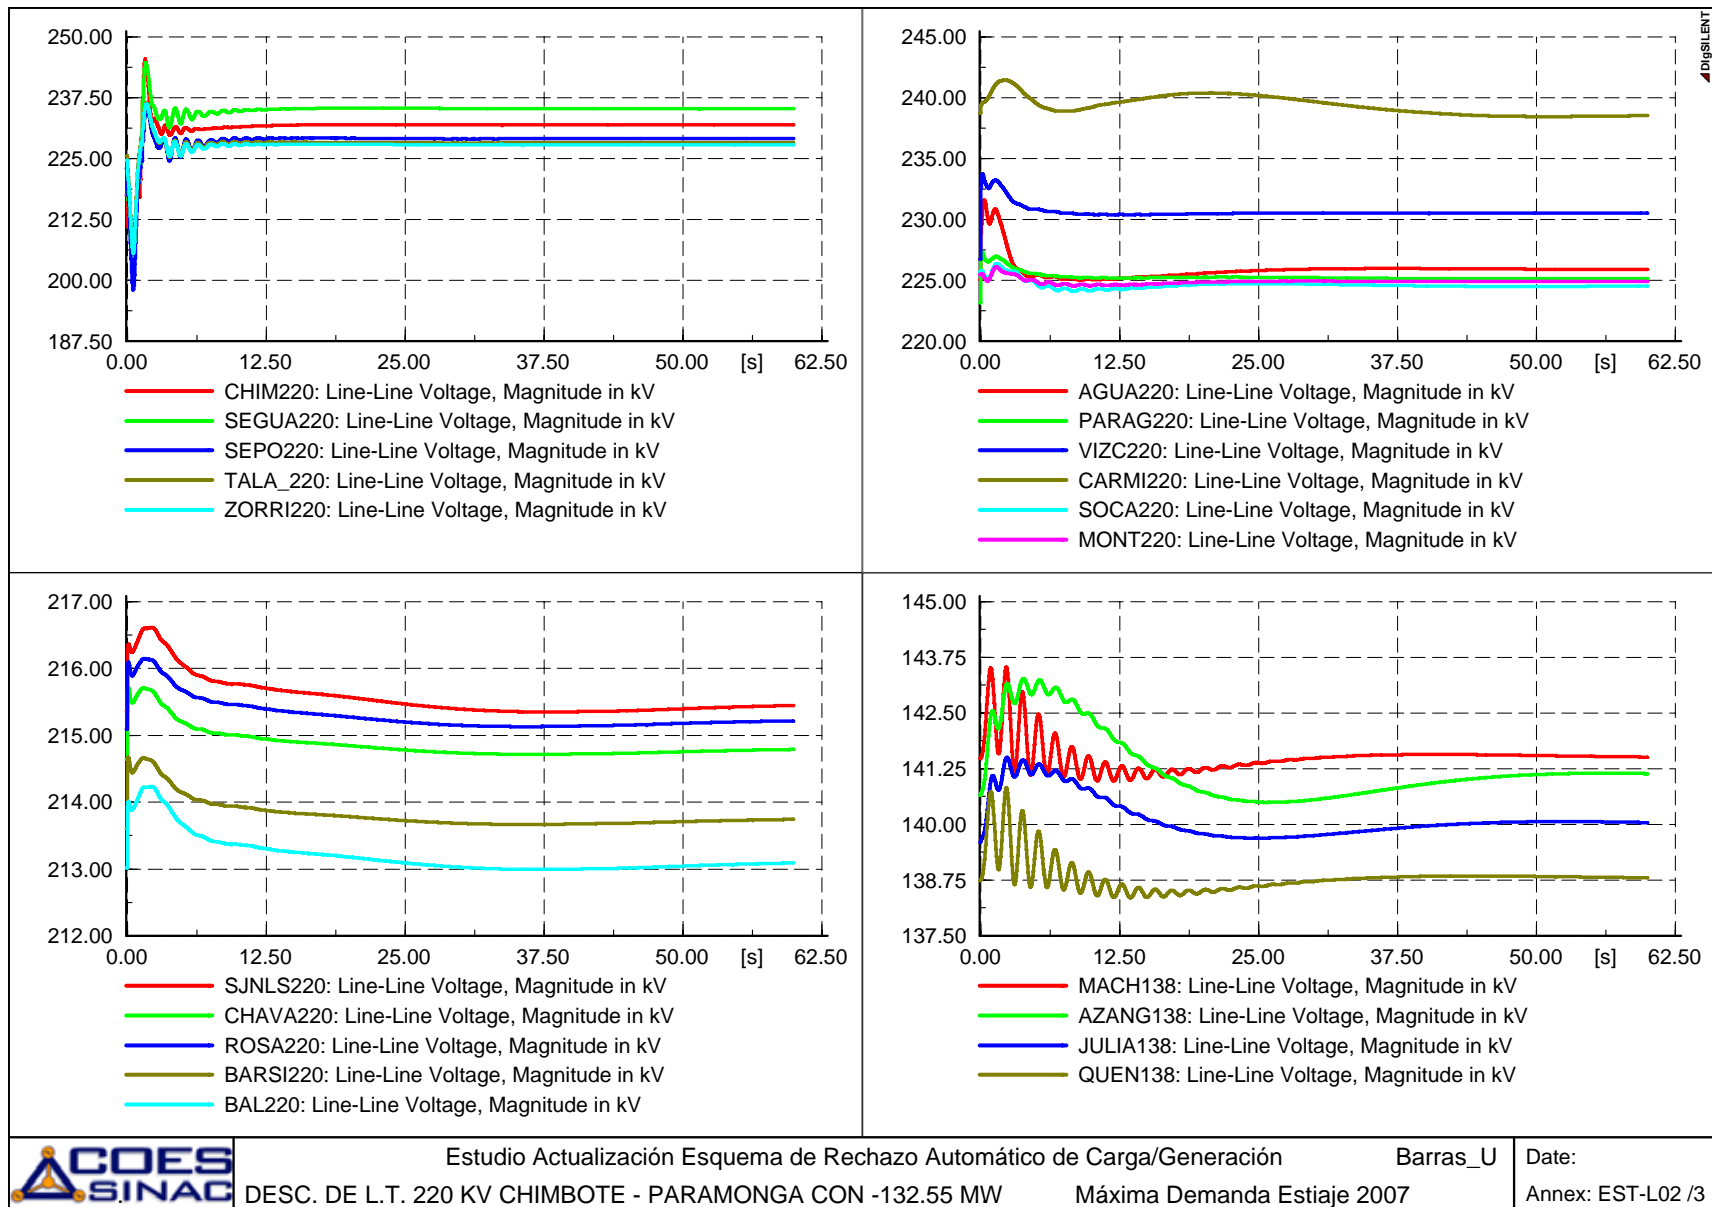 DIgSILENT
250.00
237.50
225.00
212.50
200.00
187.50
0.00 12.50 25.00 37.50 50.00 [s] 62.50
CHIM220: Line-Line Voltage, Magnitude in kV
SEGUA220: Line-Line Voltage, Magnitude in kV
SEPO220: Line-Line Voltage, Magnitude in kV
TALA_220: Line-Line Voltage, Magnitude in kV
ZORRI220: Line-Line Voltage, Magnitude in kV
245.00
240.00
235.00
230.00
225.00
220.00
0.00 12.50 25.00 37.50 50.00 [s] 62.50
AGUA220: Line-Line Voltage, Magnitude in kV
PARAG220: Line-Line Voltage, Magnitude in kV
VIZC220: Line-Line Voltage, Magnitude in kV
CARMI220: Line-Line Voltage, Magnitude in kV
SOCA220: Line-Line Voltage, Magnitude in kV
MONT220: Line-Line Voltage, Magnitude in kV
217.00
216.00
215.00
214.00
213.00
212.00
0.00 12.50 25.00 37.50 50.00 [s] 62.50
SJNLS220: Line-Line Voltage, Magnitude in kV
CHAVA220: Line-Line Voltage, Magnitude in kV
ROSA220: Line-Line Voltage, Magnitude in kV
BARSI220: Line-Line Voltage, Magnitude in kV
BAL220: Line-Line Voltage, Magnitude in kV
145.00
143.75
142.50
141.25
140.00
138.75
137.50
0.00 12.50 25.00 37.50 50.00 [s] 62.50
MACH138: Line-Line Voltage, Magnitude in kV
AZANG138: Line-Line Voltage, Magnitude in kV
JULIA138: Line-Line Voltage, Magnitude in kV
QUEN138: Line-Line Voltage, Magnitude in kV
COES
SINAC
Estudio Actualización Esquema de Rechazo Automático de Carga/Generación Barras_U
DESC. DE L.T. 220 KV CHIMBOTE - PARAMONGA CON -132.55 MW Máxima Demanda Estiaje 2007
Date:
Annex: EST-L02 /3